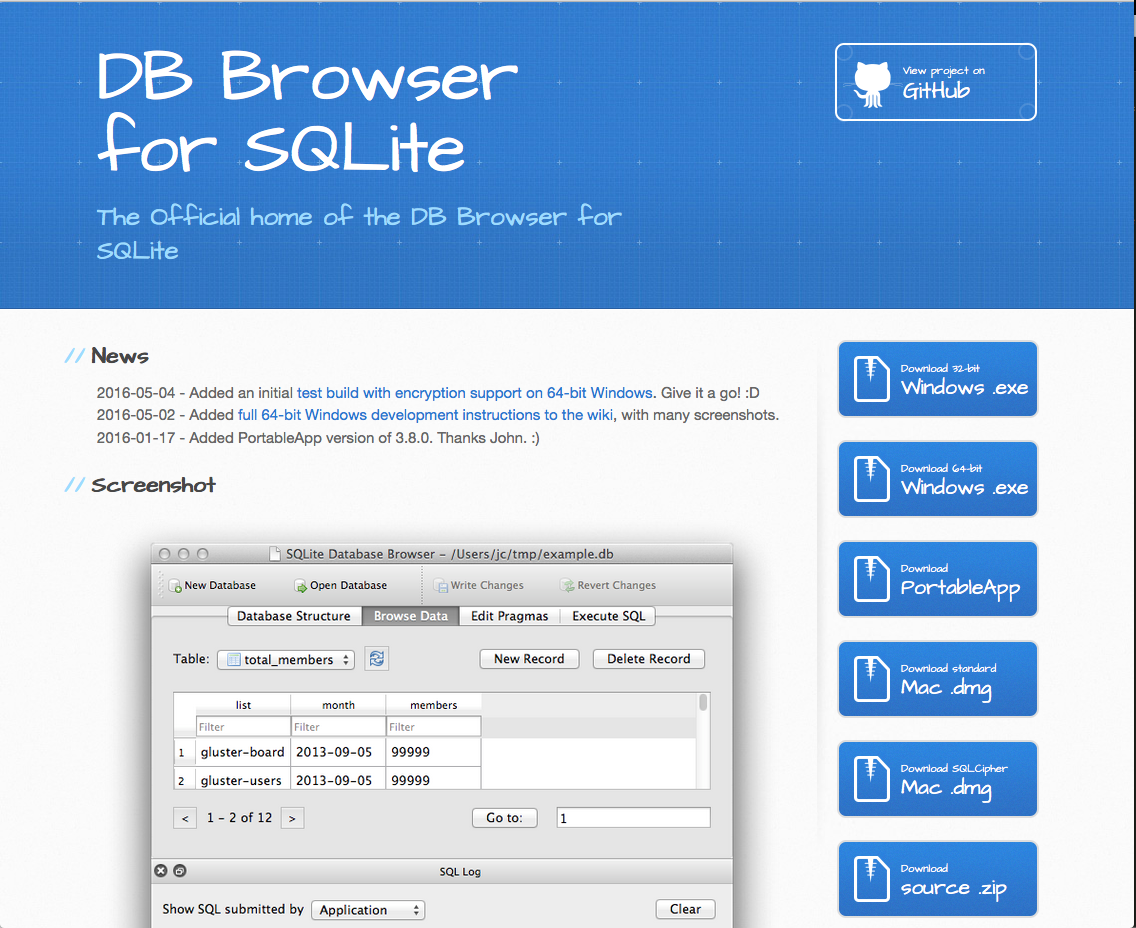 DB Browser
for SQLite
The Official home of the DB Browser for
SQLite
View project on
GitHub
// News
2016-05-04 - Added an initial test build with encryption support on 64-bit Windows. Give it a go! :D
2016-05-02 - Added full 64-bit Windows development instructions to the wiki, with many screenshots.
2016-01-17 - Added PortableApp version of 3.8.0. Thanks John. :)
// Screenshot
SQLite Database Browser – /Users/jc/tmp/example.db
New Database Open Database Write Changes Revert Changes
Database Structure Browse Data Edit Pragmas Execute SQL
Table: total_members New Record Delete Record
list month members
Filter Filter Filter
1 gluster-board 2013-09-05 99999
2 gluster-users 2013-09-05 99999
< 1 – 2 of 12 > Go to: 1
SQL Log
Show SQL submitted by Application Clear
Download 32-bit
Windows .exe
Download 64-bit
Windows .exe
Download
PortableApp
Download standard
Mac .dmg
Download SQLCipher
Mac .dmg
Download
source .zip